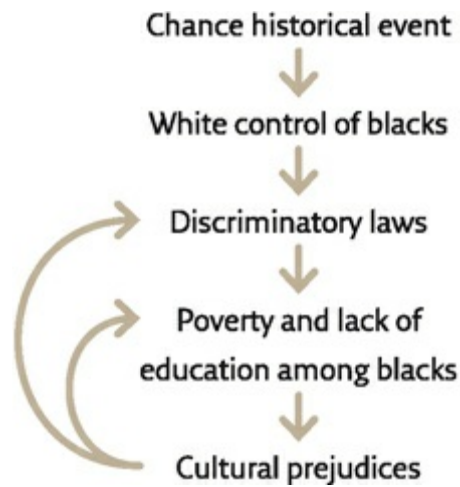 Chance historical event
White control of blacks
Discriminatory laws
Poverty and lack of
education among blacks
Cultural prejudices